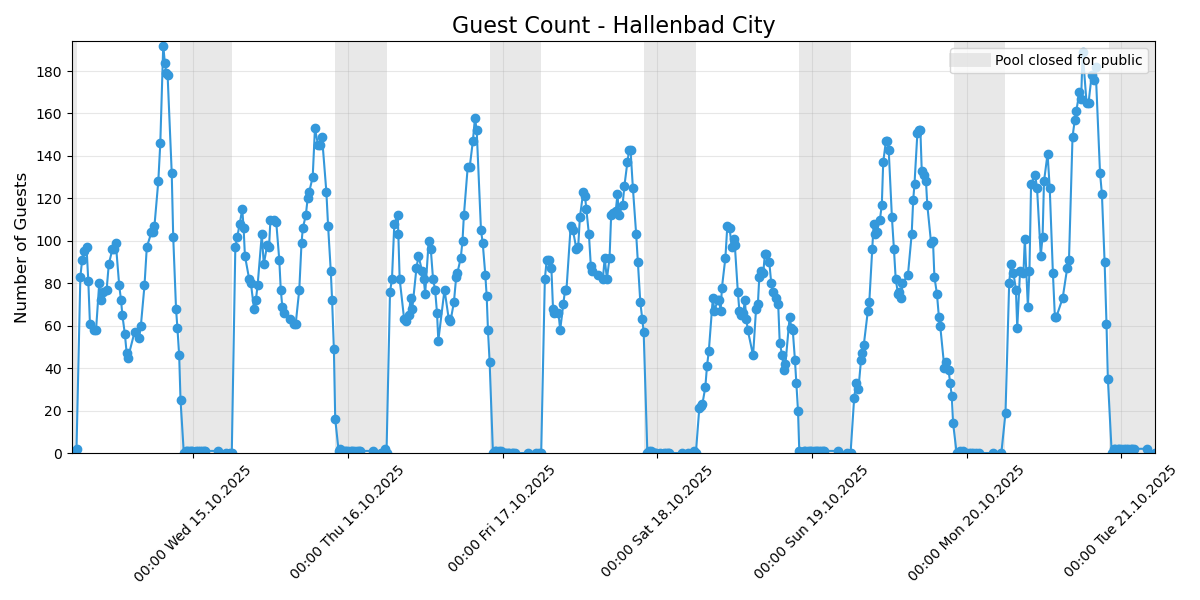 Guest Count - Hallenbad City
Pool closed for public
Number of Guests
180
160
140
120
100
80
60
40
20
0
00:00 Wed 15.10.2025
00:00 Thu 16.10.2025
00:00 Fri 17.10.2025
00:00 Sat 18.10.2025
00:00 Sun 19.10.2025
00:00 Mon 20.10.2025
00:00 Tue 21.10.2025